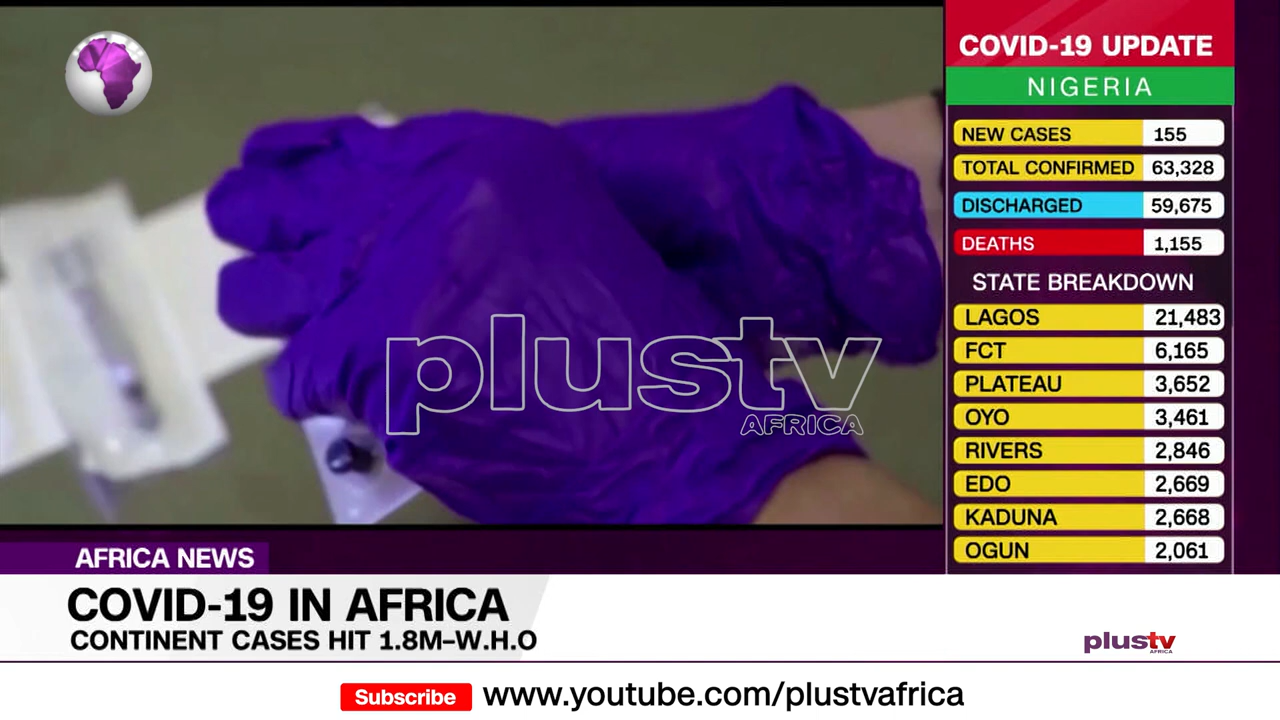 COVID-19 UPDATE
NIGERIA
NEW CASES 155
TOTAL CONFIRMED 63,328
DISCHARGED 59,675
DEATHS 1,155
STATE BREAKDOWN
LAGOS 21,483
FCT 6,165
PLATEAU 3,652
OYO 3,461
RIVERS 2,846
EDO 2,669
KADUNA 2,668
OGUN 2,061
plustv
AFRICA
AFRICA NEWS
COVID-19 IN AFRICA
CONTINENT CASES HIT 1.8M–W.H.O
plustv
AFRICA
Subscribe www.youtube.com/plustvafrica